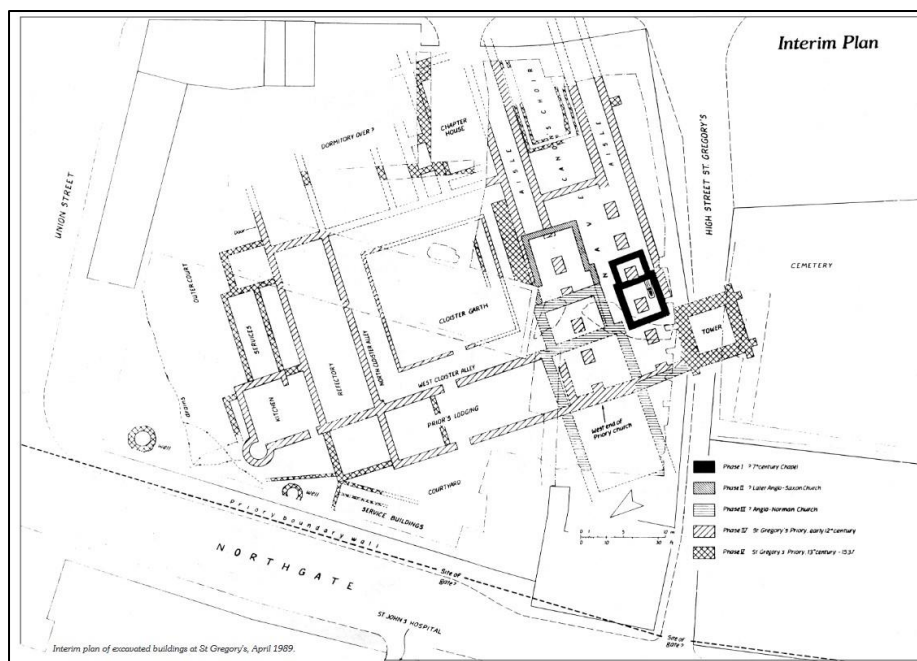 Interim Plan
UNION STREET
DORMITORY OVER ?
CHAPTER
HOUSE
AISLE
CANON'S CHOIR
AISLE
NAVE
HIGH STREET ST. GREGORY'S
CEMETERY
TOWER
Door
OUTER COURT
SERVICES
REFECTORY
NORTH CLOISTER ALLEY
CLOISTER GARTH
WEST CLOISTER ALLEY
KITCHEN
PRIOR'S LODGING
drains
Well
Well
COURTYARD
SERVICE BUILDINGS
West end of
Priory church
Priory boundary wall
NORTHGATE
Site of
Gate?
ST JOHN'S HOSPITAL
Site of
Gate?
Phase I ? 7th century Chapel
Phase II ? Later Anglo-Saxon Church
Phase III ? Anglo-Norman Church
Phase IV St Gregory's Priory, early 12th century
Phase V St Gregory's Priory, 13th century - 1537
Interim plan of excavated buildings at St Gregory's, April 1989.